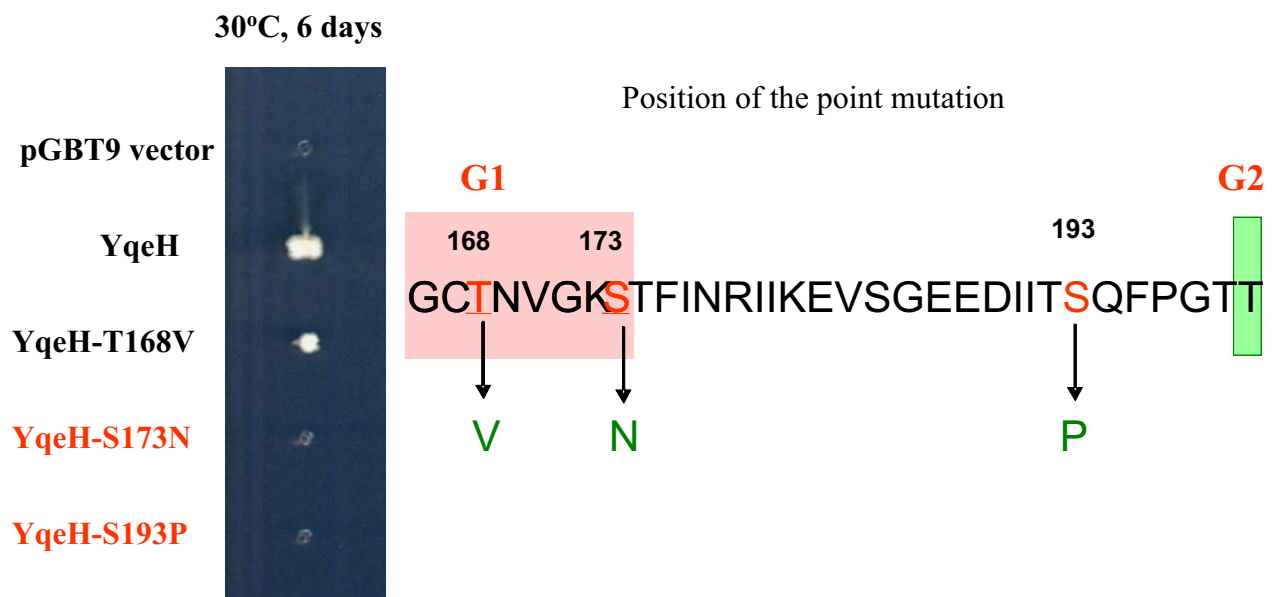 30ºC, 6 days
Position of the point mutation
pGBT9 vector
G1
G2
YqeH
168
173
193
GCTNVGKSTFINRIIKEVSGEEDIITSQFPGTT
YqeH-T168V
YqeH-S173N
V
N
P
YqeH-S193P